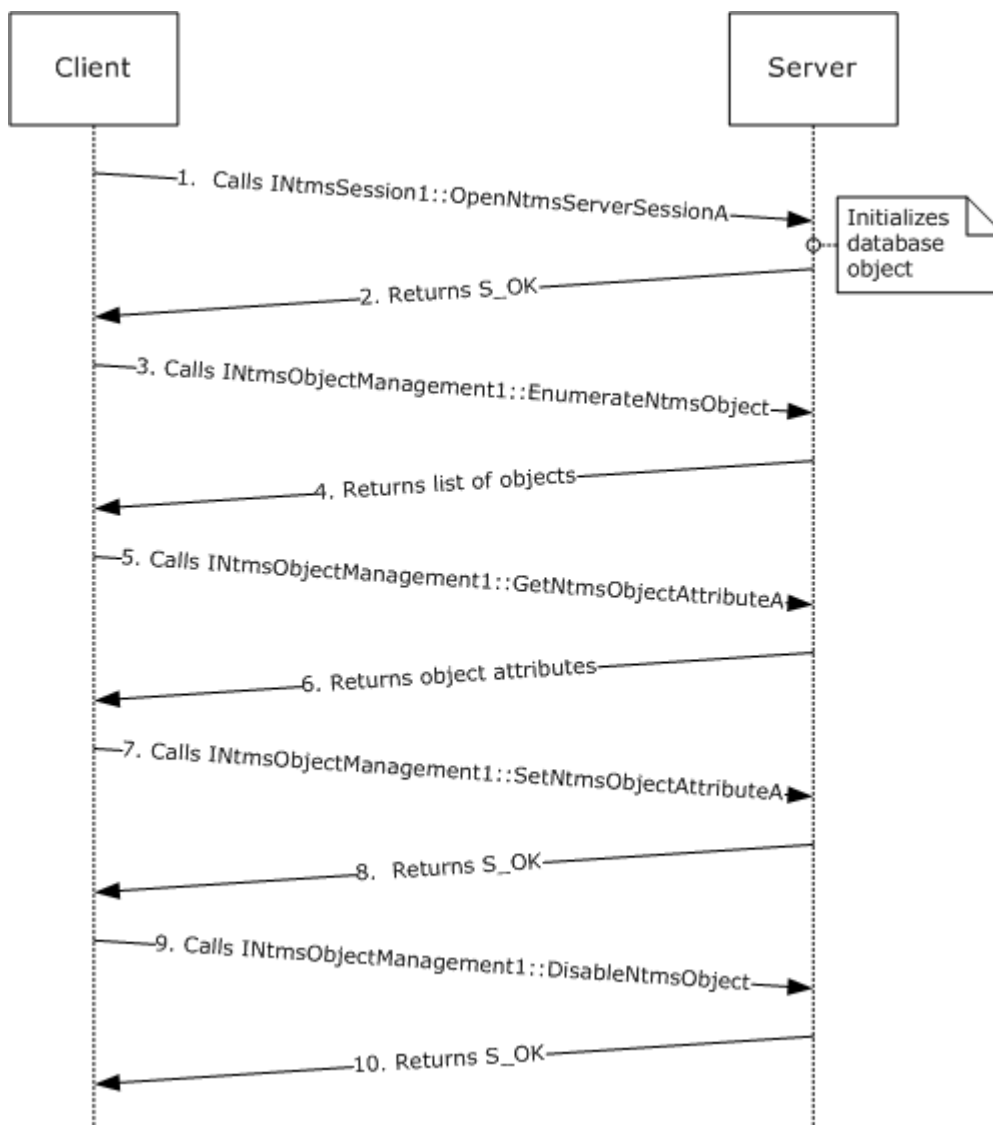 Client
Server
1.  Calls INtmsSession1::OpenNtmsServerSessionA
Initializes
database
object
2. Returns S_OK
3. Calls INtmsObjectManagement1::EnumerateNtmsObject
4. Returns list of objects
5. Calls INtmsObjectManagement1::GetNtmsObjectAttributeA
6. Returns object attributes
7. Calls INtmsObjectManagement1::SetNtmsObjectAttributeA
8.  Returns S_OK
9. Calls INtmsObjectManagement1::DisableNtmsObject
10. Returns S_OK